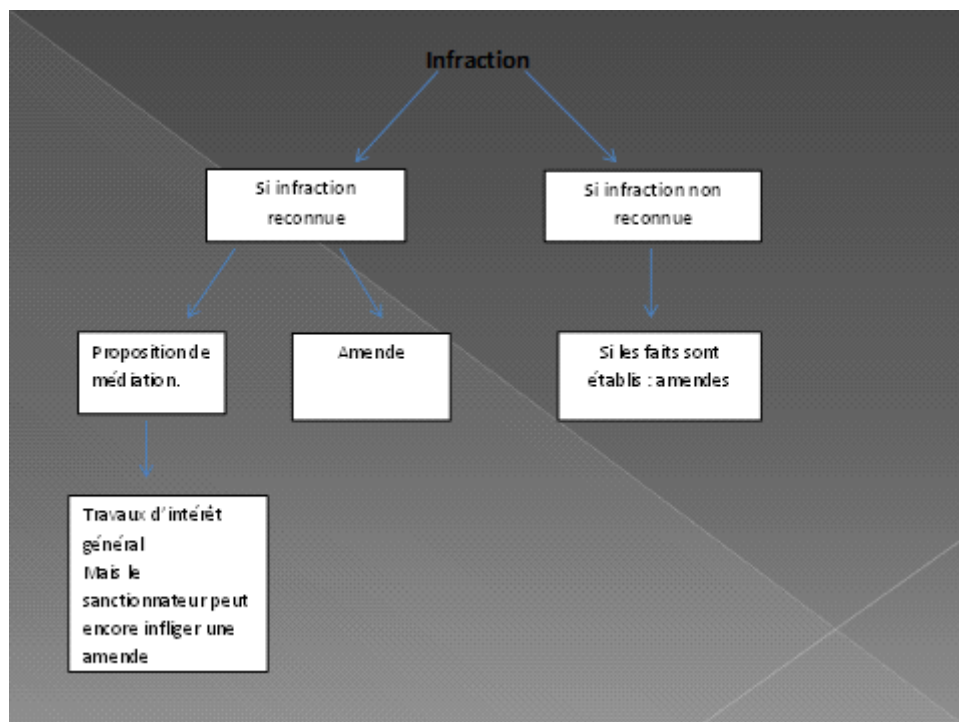 Infraction
Si infraction
reconnue
Si infraction non
reconnue
Proposition de
médiation.
Amende
Si les faits sont
établis : amendes
Travaux d'intérêt
général
Mais le
sanctionnateur peut
encore infliger une
amende